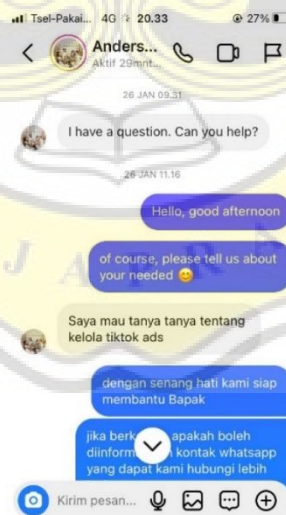 Tsel-Pakai... 4G 20.33 27%
Anders...
Aktif 29mnt...
26 JAN 09.31
I have a question. Can you help?
26 JAN 11.16
Hello, good afternoon
of course, please tell us about
your needed 😊
Saya mau tanya tanya tentang
kelola tiktok ads
dengan senang hati kami siap
membantu Bapak
jika apakah boleh
kontak whatsapp
yang dapat kami hubungi lebih
Kirim pesan...